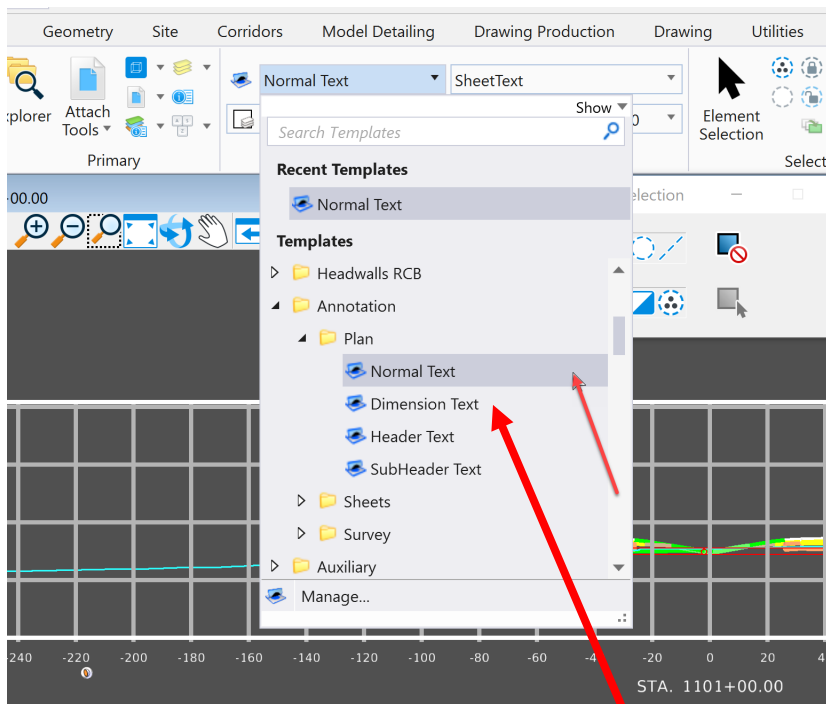 Geometry Site Corridors Model Detailing Drawing Production Drawing Utilities
Normal Text SheetText
Show
xplorer Attach Tools
Element Selection
Search Templates
Primary
Select
Recent Templates
00.00
Normal Text
election
Templates
Headwalls RCB
Annotation
Plan
Normal Text
Dimension Text
Header Text
SubHeader Text
Sheets
Survey
Auxiliary
Manage...
-240 -220 -200 -180 -160 -140 -120 -100 -80 -60 -4 -20 0 20 4
STA. 1101+00.00